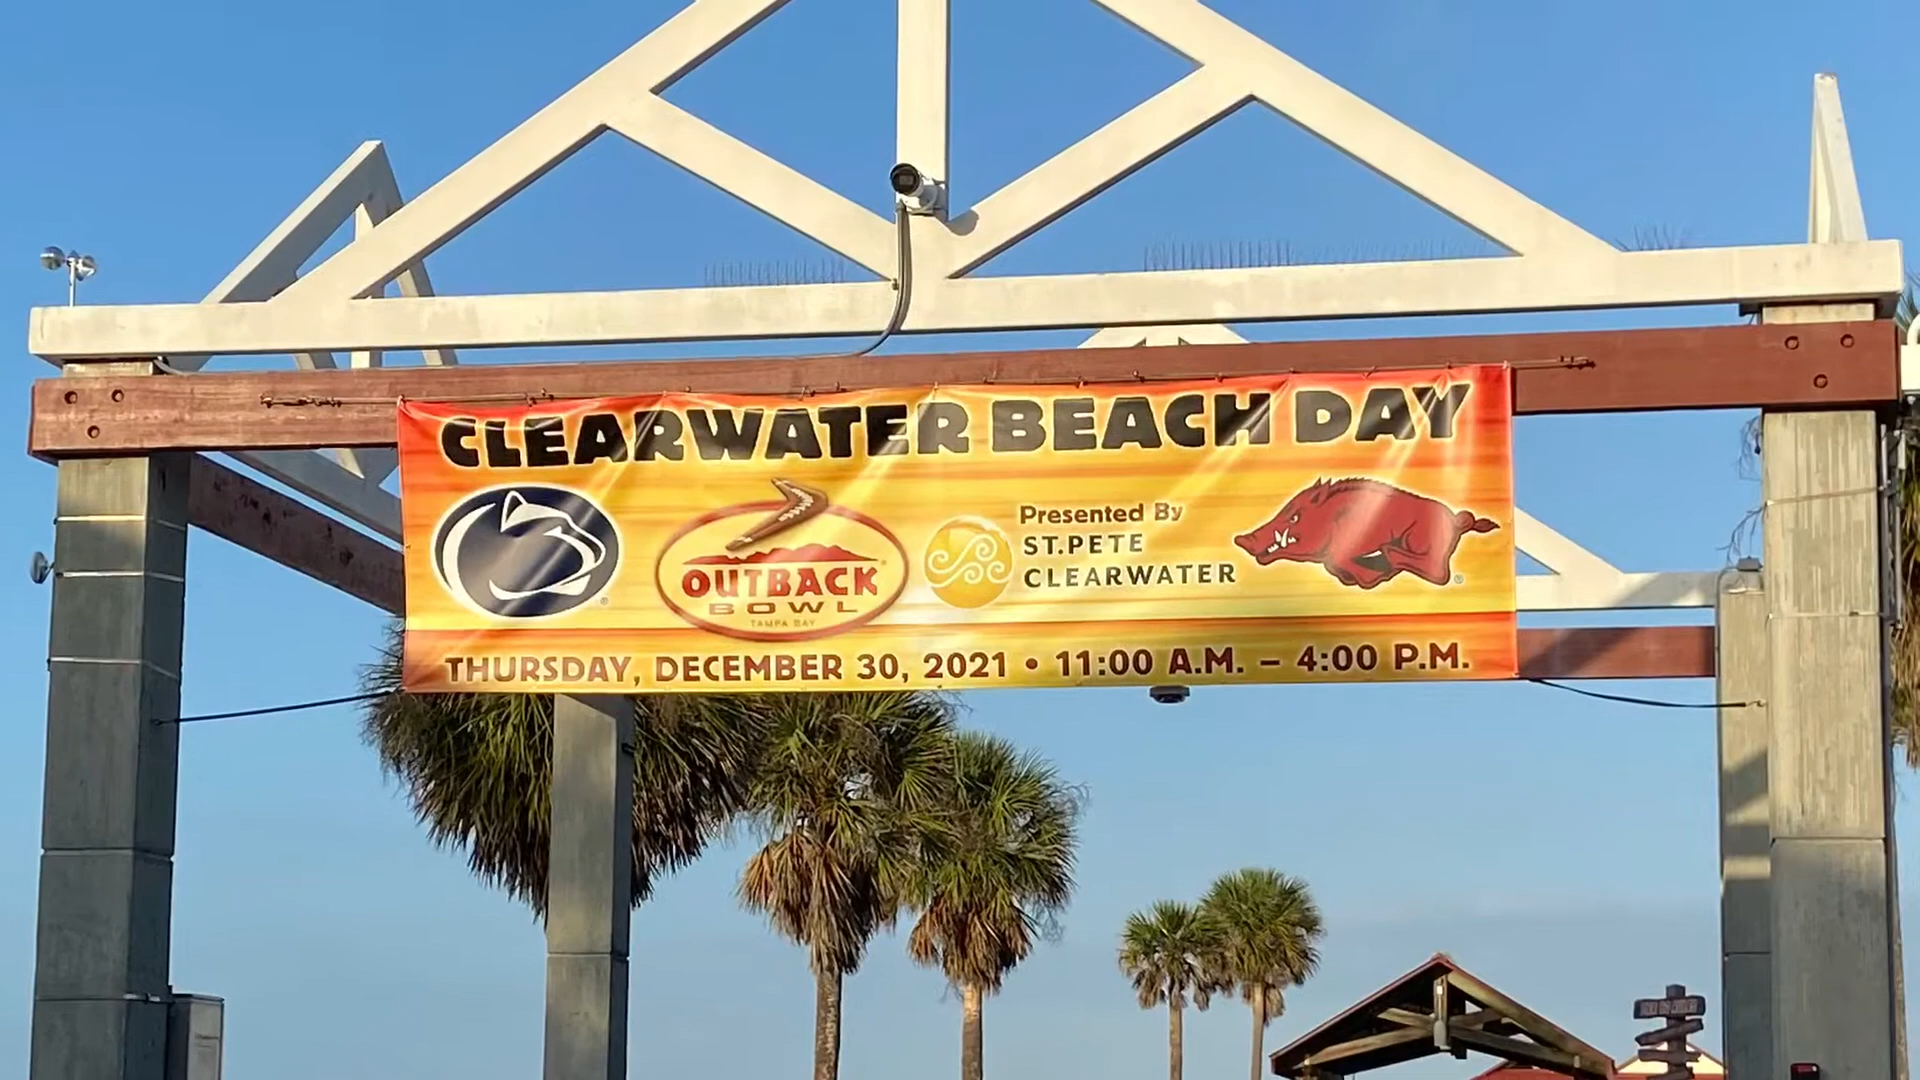 CLEARWATER BEACH DAY
OUTBACK
BOWL
TAMPA BAY
Presented By
ST.PETE
CLEARWATER
THURSDAY, DECEMBER 30, 2021 • 11:00 A.M. – 4:00 P.M.